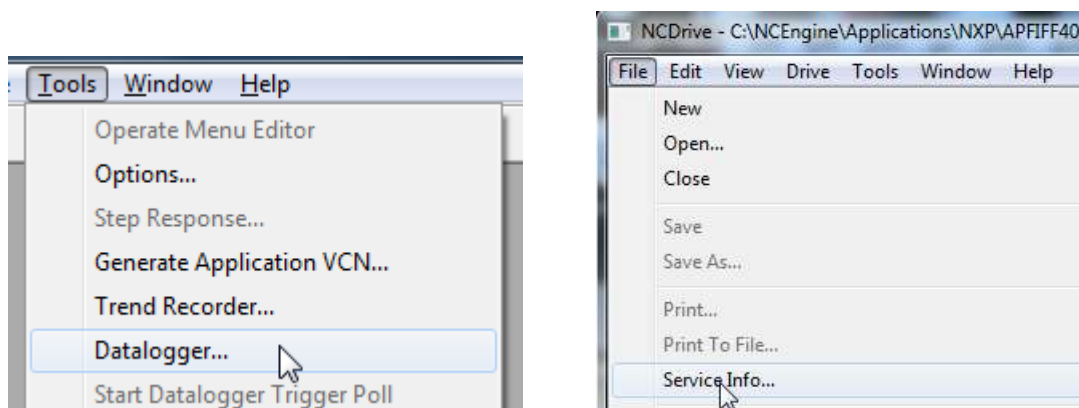 Tools Window Help
Operate Menu Editor
Options...
Step Response...
Generate Application VCN...
Trend Recorder...
Datalogger...
Start Datalogger Trigger Poll
NCDrive - C:\NCEngine\Applications\NXP\APFIFF40
File Edit View Drive Tools Window Help
New
Open...
Close
Save
Save As...
Print...
Print To File...
Service Info...